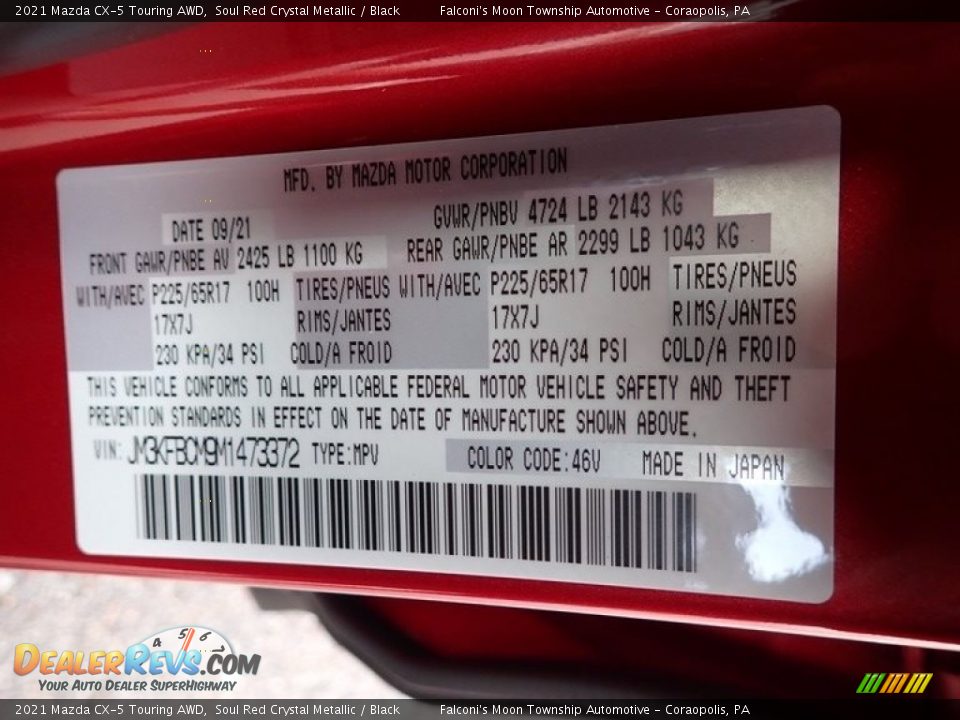 2021 Mazda CX-5 Touring AWD, Soul Red Crystal Metallic / Black Falconi's Moon Township Automotive - Coraopolis, PA
MFD. BY MAZDA MOTOR CORPORATION
DATE 09/21 GVWR/PNBV 4724 LB 2143 KG
FRONT GAWR/PNBE AV 2425 LB 1100 KG REAR GAWR/PNBE AR 2299 LB 1043 KG
WITH/AVEC P225/65R17 100H TIRES/PNEUS WITH/AVEC P225/65R17 100H TIRES/PNEUS
17X7J RIMS/JANTES 17X7J RIMS/JANTES
230 KPA/34 PSI COLD/A FROID 230 KPA/34 PSI COLD/A FROID
THIS VEHICLE CONFORMS TO ALL APPLICABLE FEDERAL MOTOR VEHICLE SAFETY AND THEFT
PREVENTION STANDARDS IN EFFECT ON THE DATE OF MANUFACTURE SHOWN ABOVE.
VIN: JM3KFBCM9M1473372 TYPE:MPV COLOR CODE:46V MADE IN JAPAN
4 5 6
DEALERREVS.COM
YOUR AUTO DEALER SUPERHIGHWAY
2021 Mazda CX-5 Touring AWD, Soul Red Crystal Metallic / Black Falconi's Moon Township Automotive - Coraopolis, PA